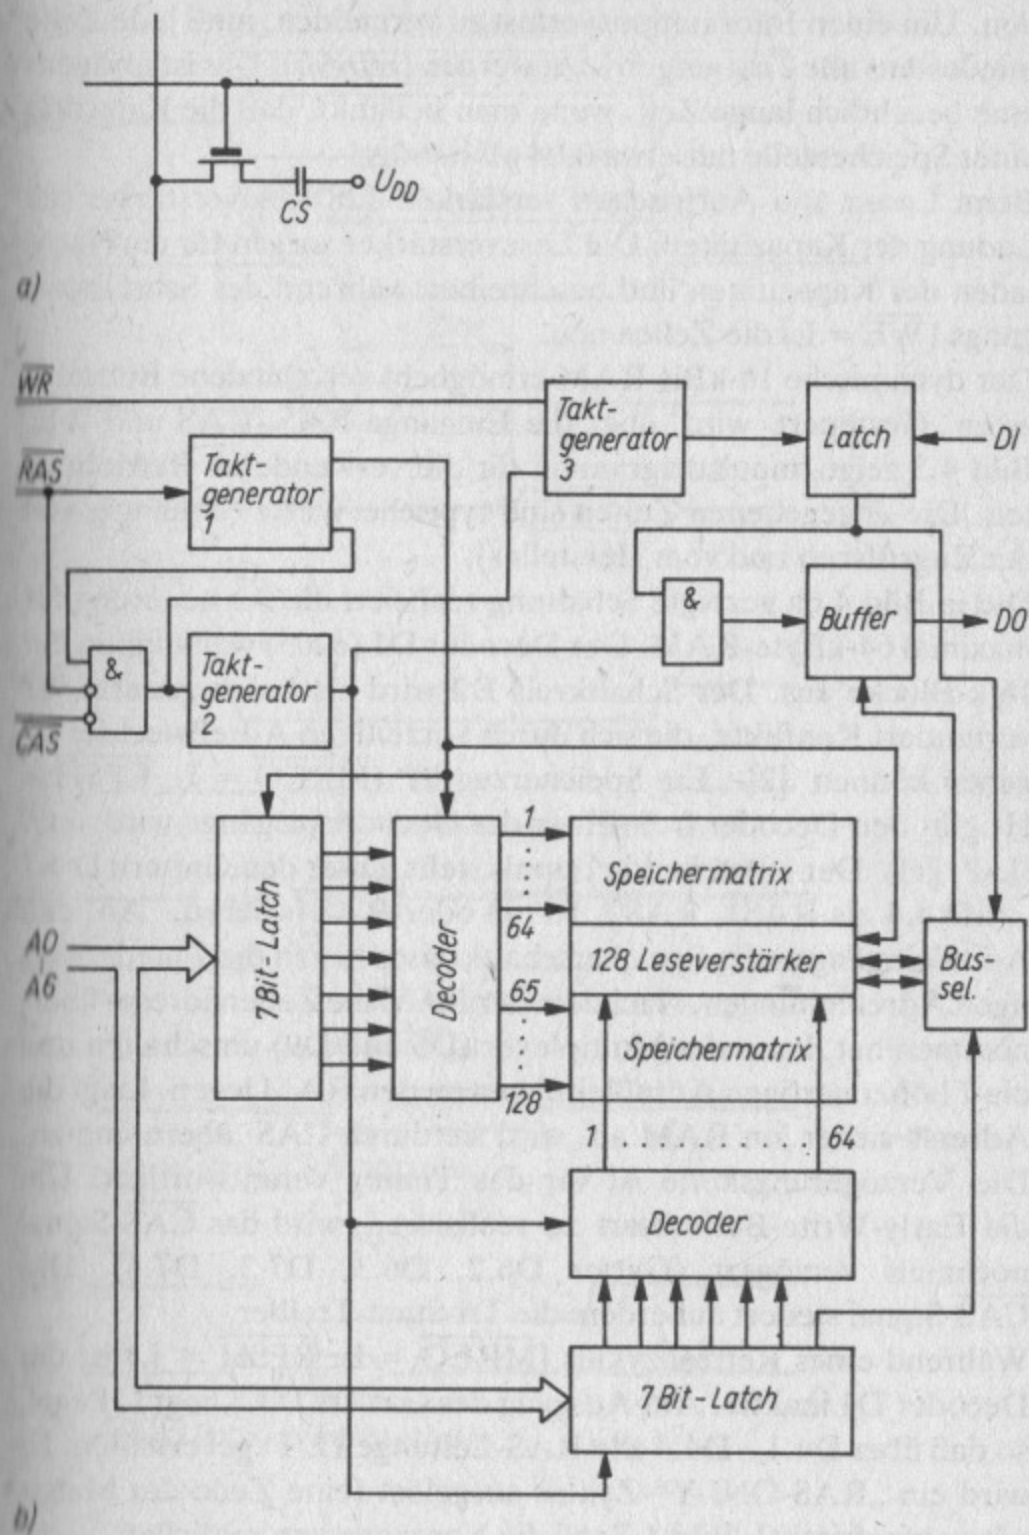 U_DD
CS
a)
WR
Takt-
generator
3
Latch
DI
RAS
Takt-
generator
1
&
Buffer
DO
&
Takt-
generator
2
CAS
1
Speichermatrix
64
7 Bit-Latch
Decoder
A0
A6
128 Leseverstärker
Bus-
sel.
65
Speichermatrix
128
1 . . . . . . . . . . . 64
Decoder
7 Bit-Latch
b)